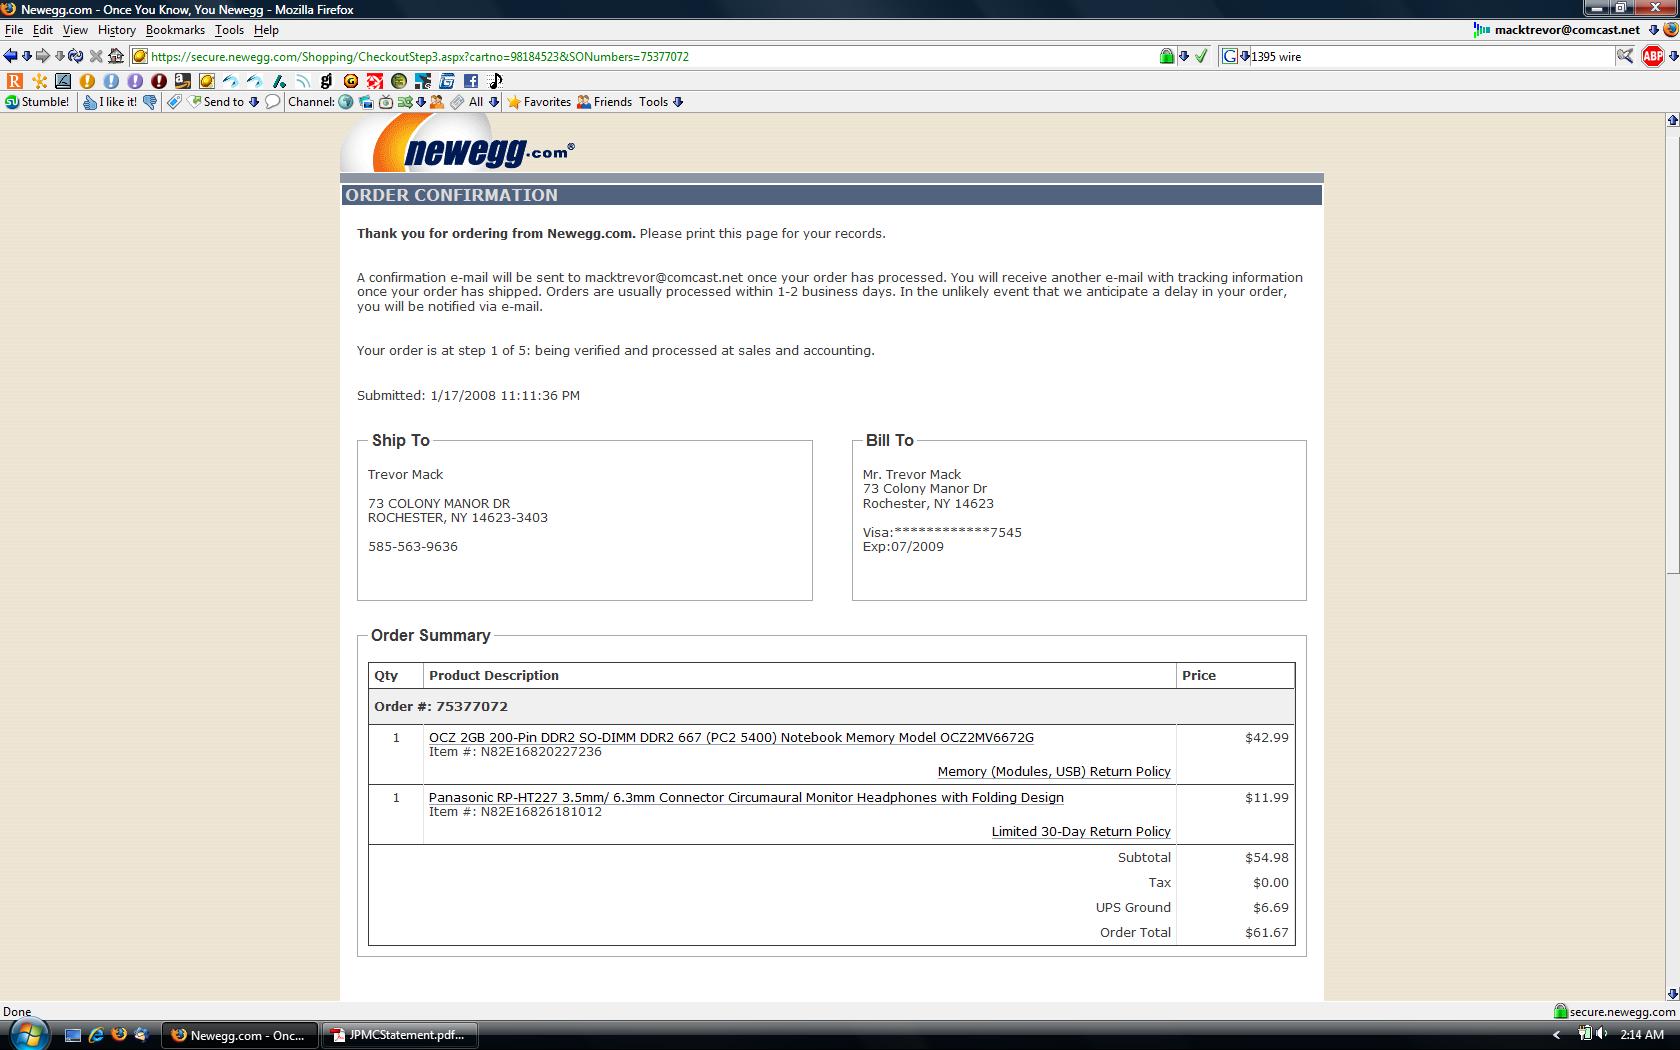 Newegg.com - Once You Know, You Newegg - Mozilla Firefox
File Edit View History Bookmarks Tools Help
macktrevor@comcast.net
https://secure.newegg.com/Shopping/CheckoutStep3.aspx?cartno=98184523&SONumbers=75377072
1395 wire
ABP
Stumble! I like it! Send to Channel: All Favorites Friends Tools
newegg.com®
ORDER CONFIRMATION
Thank you for ordering from Newegg.com. Please print this page for your records.
A confirmation e-mail will be sent to macktrevor@comcast.net once your order has processed. You will receive another e-mail with tracking information
once your order has shipped. Orders are usually processed within 1-2 business days. In the unlikely event that we anticipate a delay in your order,
you will be notified via e-mail.
Your order is at step 1 of 5: being verified and processed at sales and accounting.
Submitted: 1/17/2008 11:11:36 PM
Ship To
Trevor Mack
73 COLONY MANOR DR
ROCHESTER, NY 14623-3403
585-563-9636
Bill To
Mr. Trevor Mack
73 Colony Manor Dr
Rochester, NY 14623
Visa:************7545
Exp:07/2009
Order Summary
Qty Product Description Price
Order #: 75377072
1 OCZ 2GB 200-Pin DDR2 SO-DIMM DDR2 667 (PC2 5400) Notebook Memory Model OCZ2MV6672G $42.99
Item #: N82E16820227236
Memory (Modules, USB) Return Policy
1 Panasonic RP-HT227 3.5mm/ 6.3mm Connector Circumaural Monitor Headphones with Folding Design $11.99
Item #: N82E16826181012
Limited 30-Day Return Policy
Subtotal $54.98
Tax $0.00
UPS Ground $6.69
Order Total $61.67
Done
secure.newegg.com
Newegg.com - Onc...
JPMCStatement.pdf...
2:14 AM